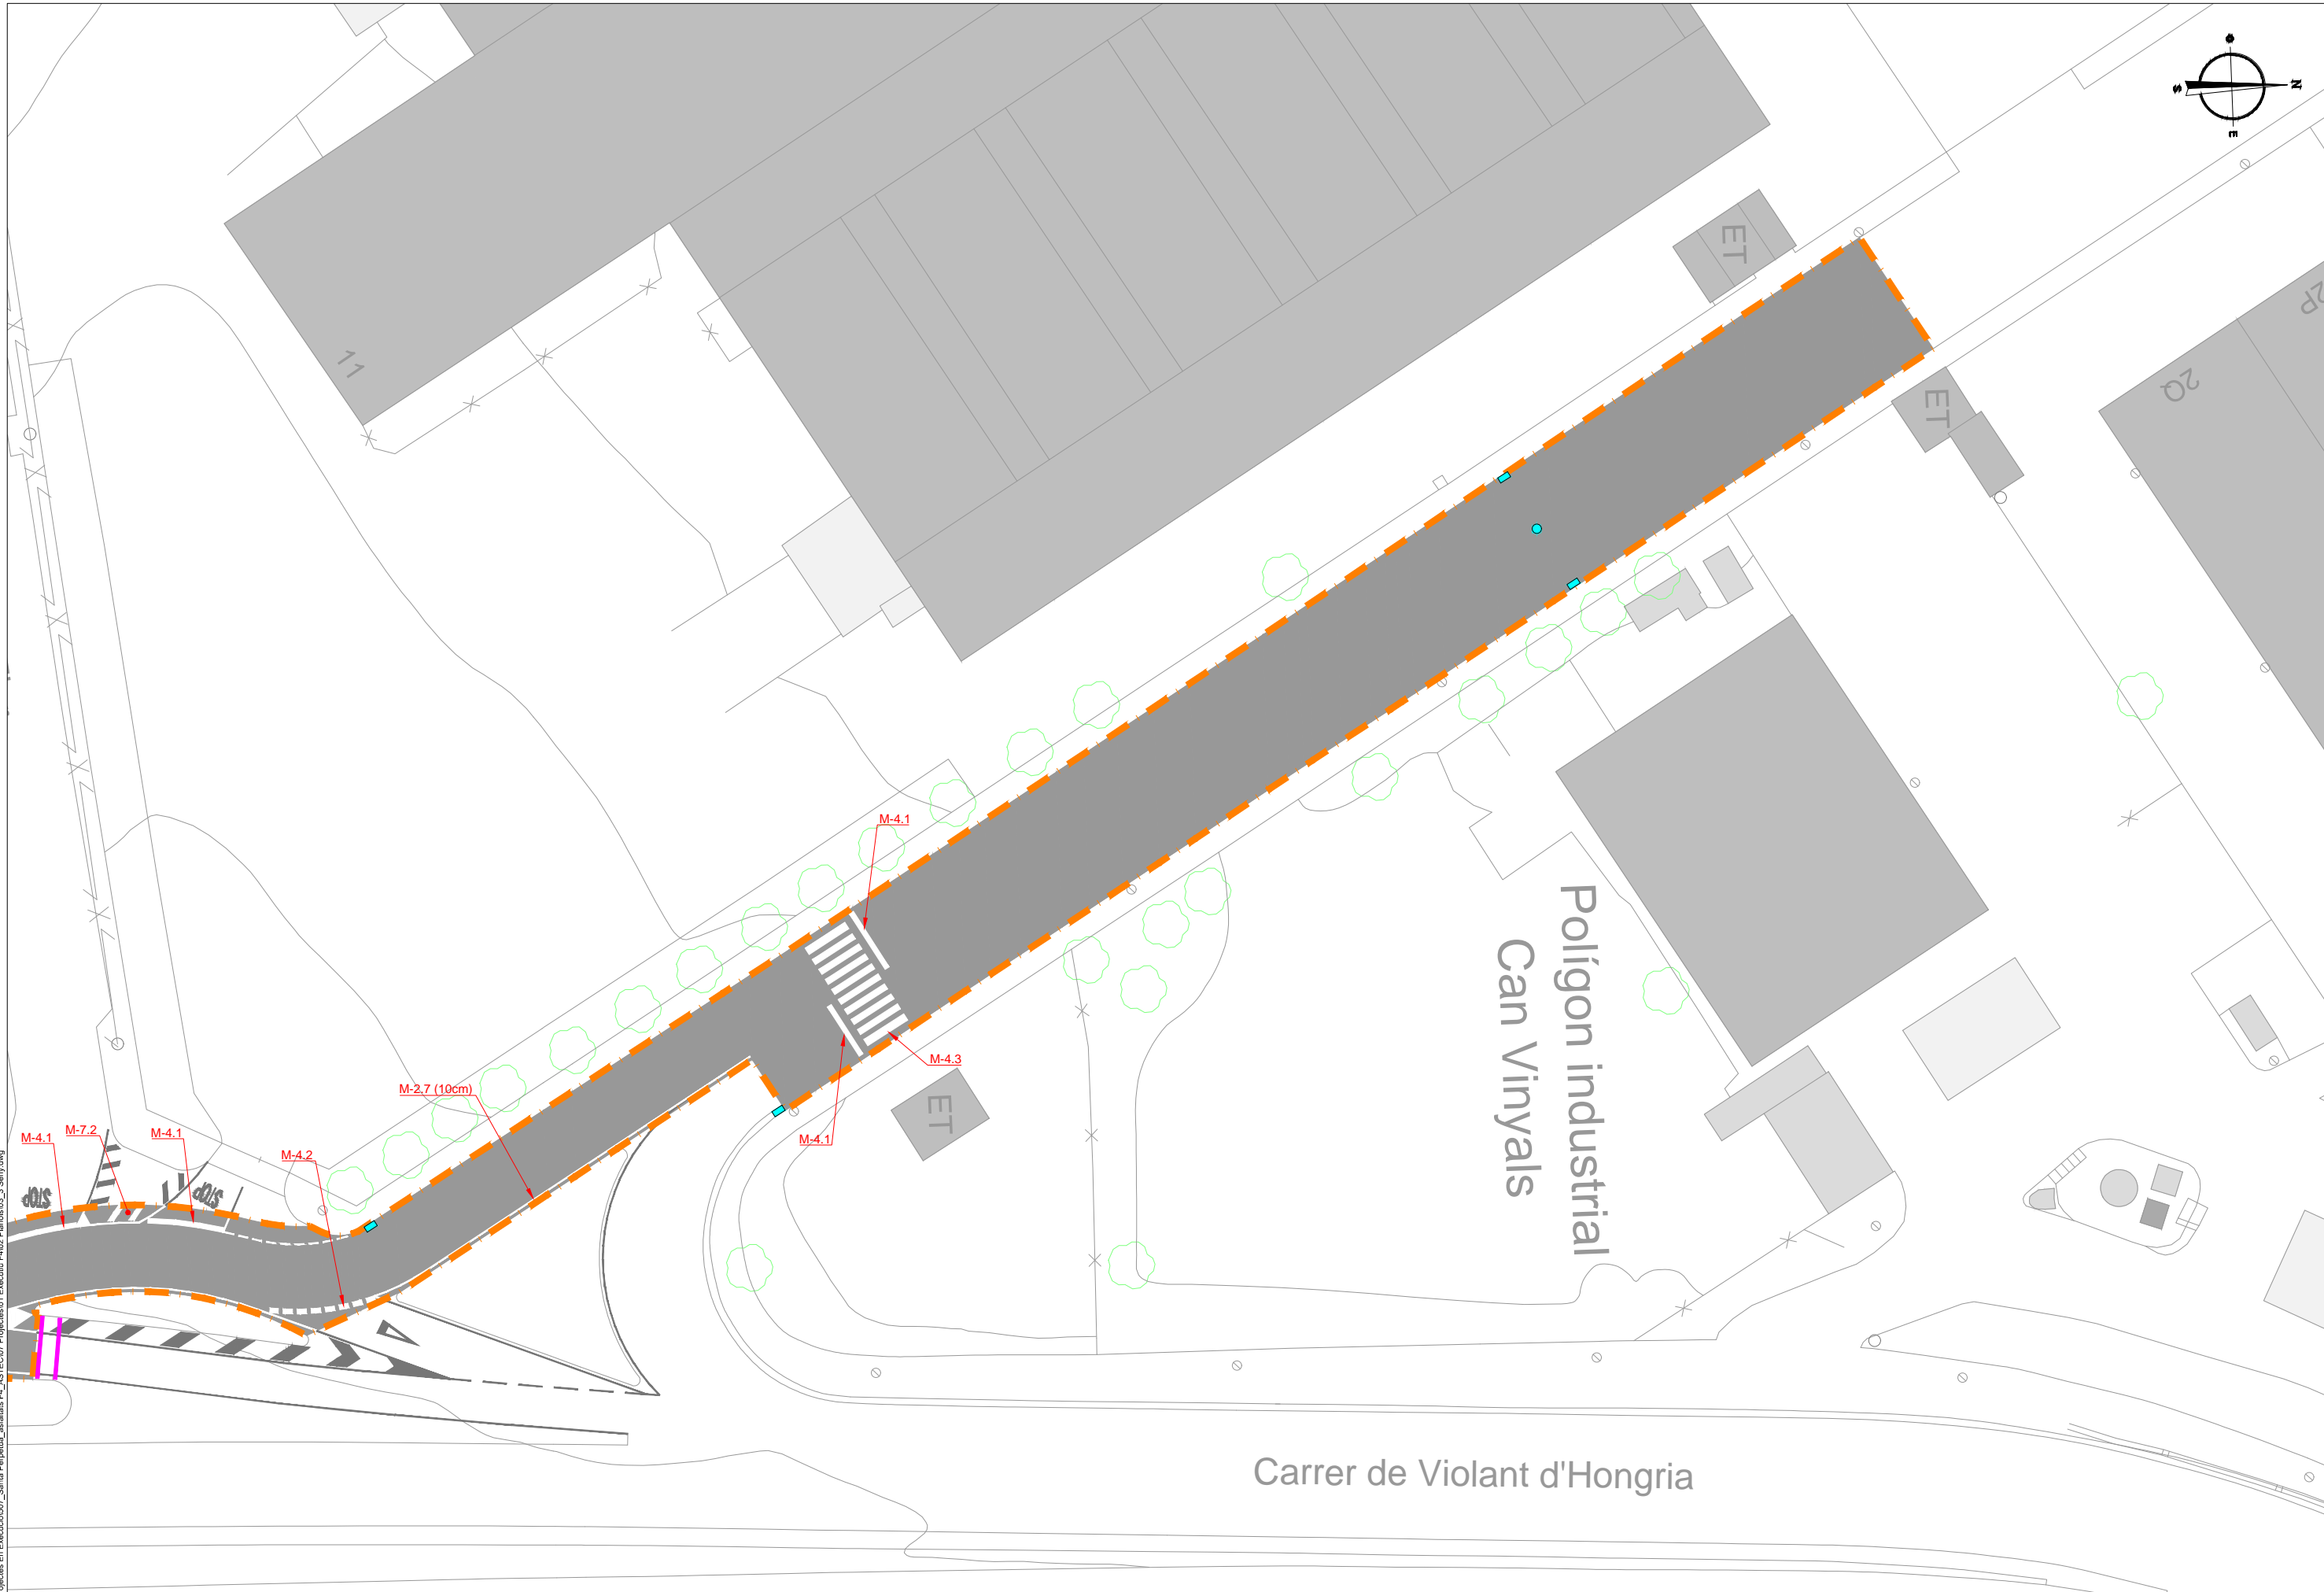 O
S
N
E
ET
2P
11
2Q
ET
M-4.1
Polígon industrial
Can Vinyals
M-4.3
M-2.7 (10cm)
ET
M-4.1
M-7.2
M-4.1
M-4.1
M-4.2
STOP
STOP
Carrer de Violant d'Hongria